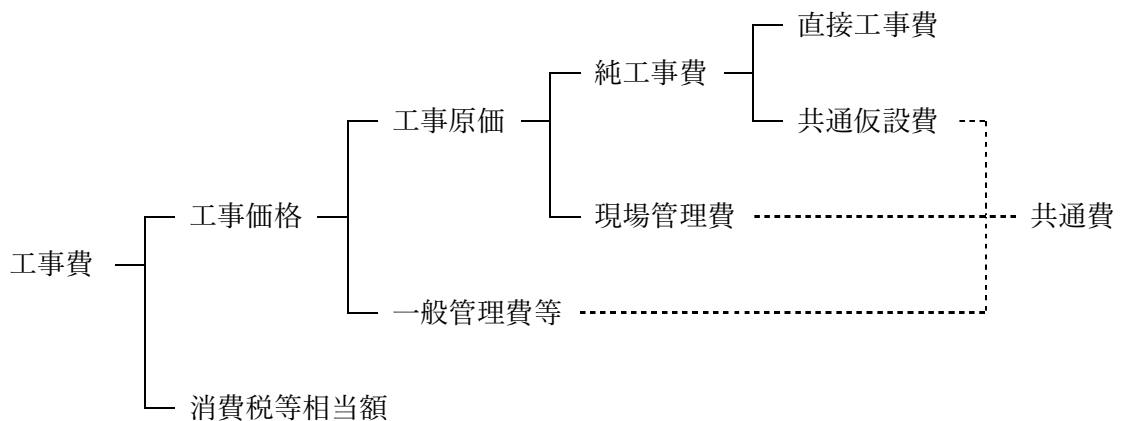 直接工事費
純工事費
工事原価
共通仮設費
工事価格
現場管理費
共通費
工事費
一般管理費等
消費税等相当額